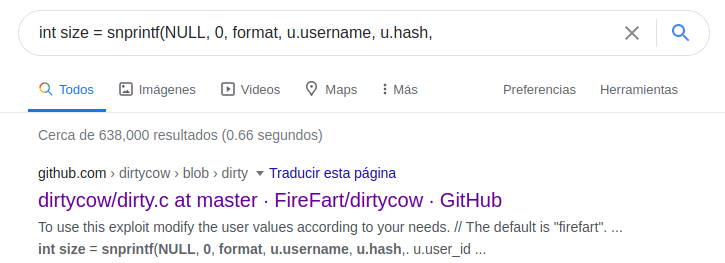 int size = snprintf(NULL, 0, format, u.username, u.hash,
Todos Imágenes Videos Maps Más Preferencias Herramientas
Cerca de 638,000 resultados (0.66 segundos)
github.com › dirtycow › blob › dirty Traducir esta página
dirtycow/dirty.c at master · FireFart/dirtycow · GitHub
To use this exploit modify the user values according to your needs. // The default is "firefart". ...
int size = snprintf(NULL, 0, format, u.username, u.hash,. u.user_id ...